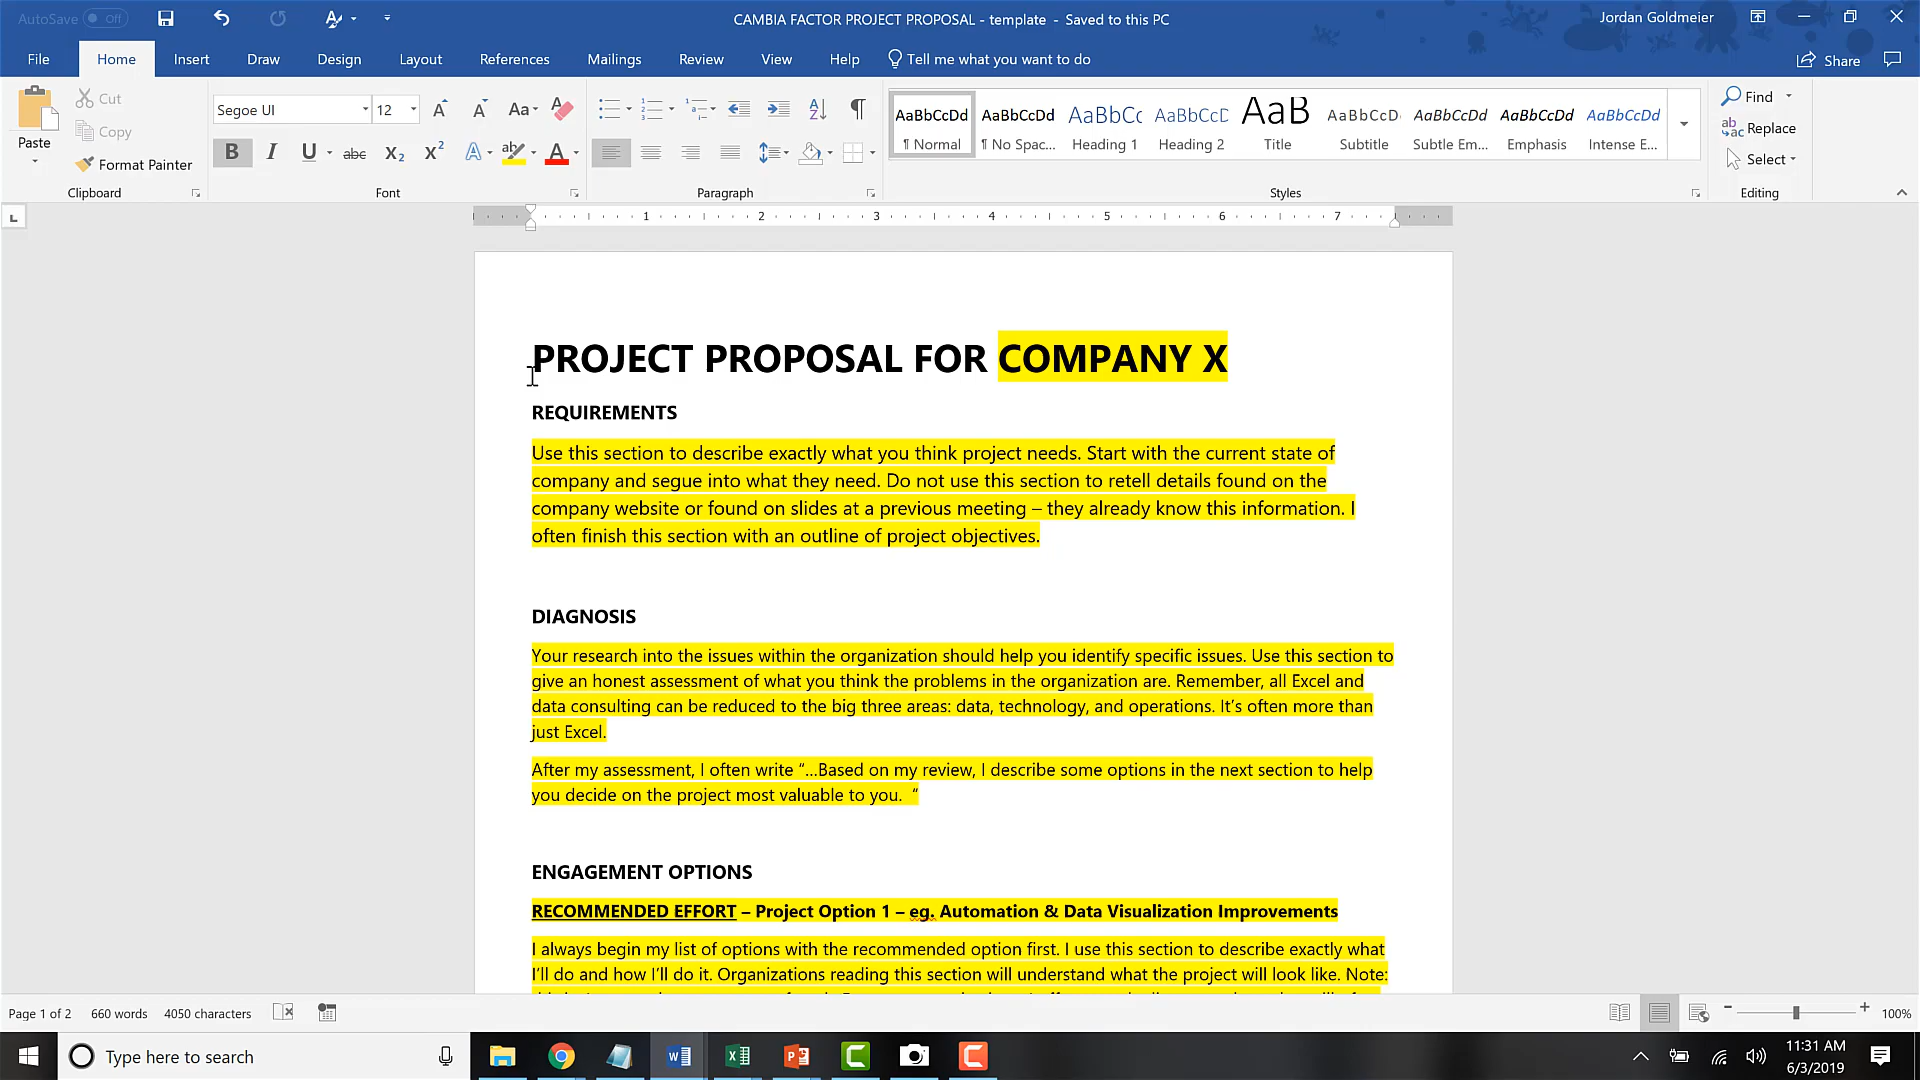 AutoSave Off
CAMBIA FACTOR PROJECT PROPOSAL - template - Saved to this PC
Jordan Goldmeier
File Home Insert Draw Design Layout References Mailings Review View Help Tell me what you want to do
Share
Paste
Cut
Copy
Format Painter
Clipboard
Segoe UI 12
Font
Paragraph
AaBbCcDd AaBbCcDd AaBbCc AaBbCcD AaB AaBbCcD AaBbCcDd AaBbCcDd AaBbCcDd
¶ Normal ¶ No Spac... Heading 1 Heading 2 Title Subtitle Subtle Em... Emphasis Intense E...
Styles
Find
Replace
Select
Editing
1 2 3 4 5 6 7
PROJECT PROPOSAL FOR COMPANY X
REQUIREMENTS
Use this section to describe exactly what you think project needs. Start with the current state of
company and segue into what they need. Do not use this section to retell details found on the
company website or found on slides at a previous meeting – they already know this information. I
often finish this section with an outline of project objectives.
DIAGNOSIS
Your research into the issues within the organization should help you identify specific issues. Use this section to
give an honest assessment of what you think the problems in the organization are. Remember, all Excel and
data consulting can be reduced to the big three areas: data, technology, and operations. It’s often more than
just Excel.
After my assessment, I often write “…Based on my review, I describe some options in the next section to help
you decide on the project most valuable to you.  “
ENGAGEMENT OPTIONS
RECOMMENDED EFFORT – Project Option 1 – eg. Automation & Data Visualization Improvements
I always begin my list of options with the recommended option first. I use this section to describe exactly what
I’ll do and how I’ll do it. Organizations reading this section will understand what the project will look like. Note:
Page 1 of 2 660 words 4050 characters
100%
Type here to search
11:31 AM
6/3/2019